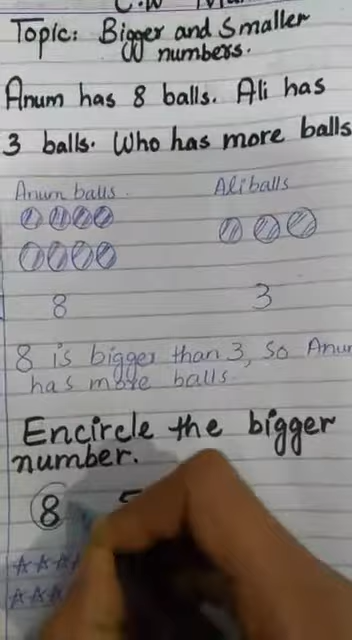 C.W
Topic: Bigger and Smaller
numbers.
Anum has 8 balls. Ali has
3 balls. Who has more balls
Anum balls. Ali balls
8 3
8 is bigger than 3, so Anum
has more balls.
Encircle the bigger
number.
8